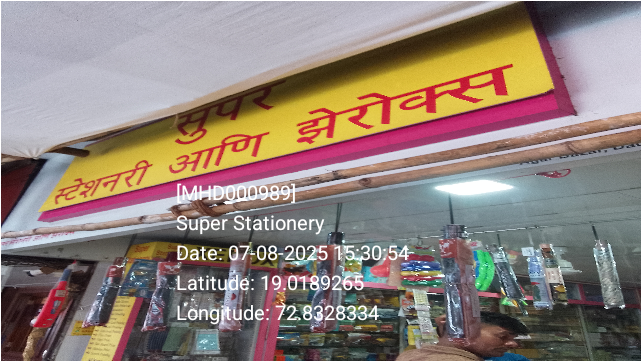 सुपर
स्टेशनरी आणि झेरोक्स
[MHD000989]
Super Stationery
Date: 07-08-2025 15:30:54
Latitude: 19.0189265
Longitude: 72.8328334